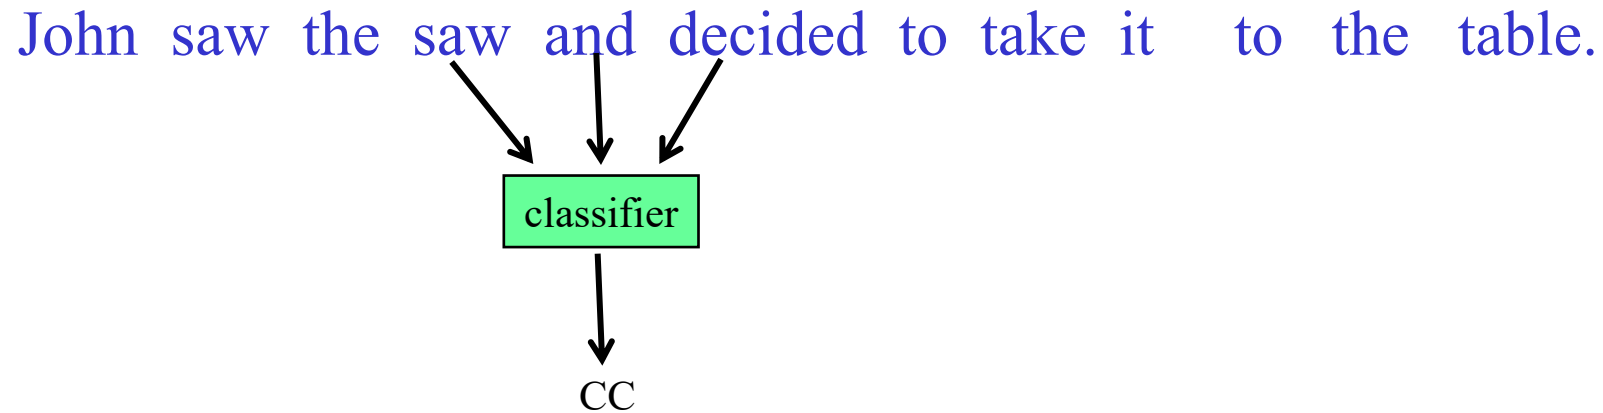 John saw the saw and decided to take it to the table.
classifier
CC